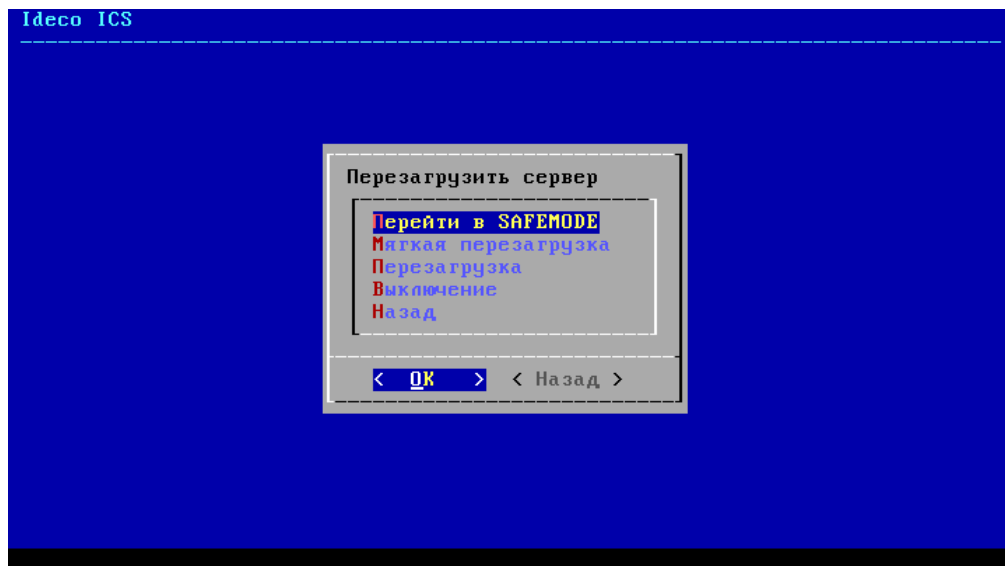 Ideco ICS
Перезагрузить сервер
Перейти в SAFEMODE
Мягкая перезагрузка
Перезагрузка
Выключение
Назад
< OK > < Назад >